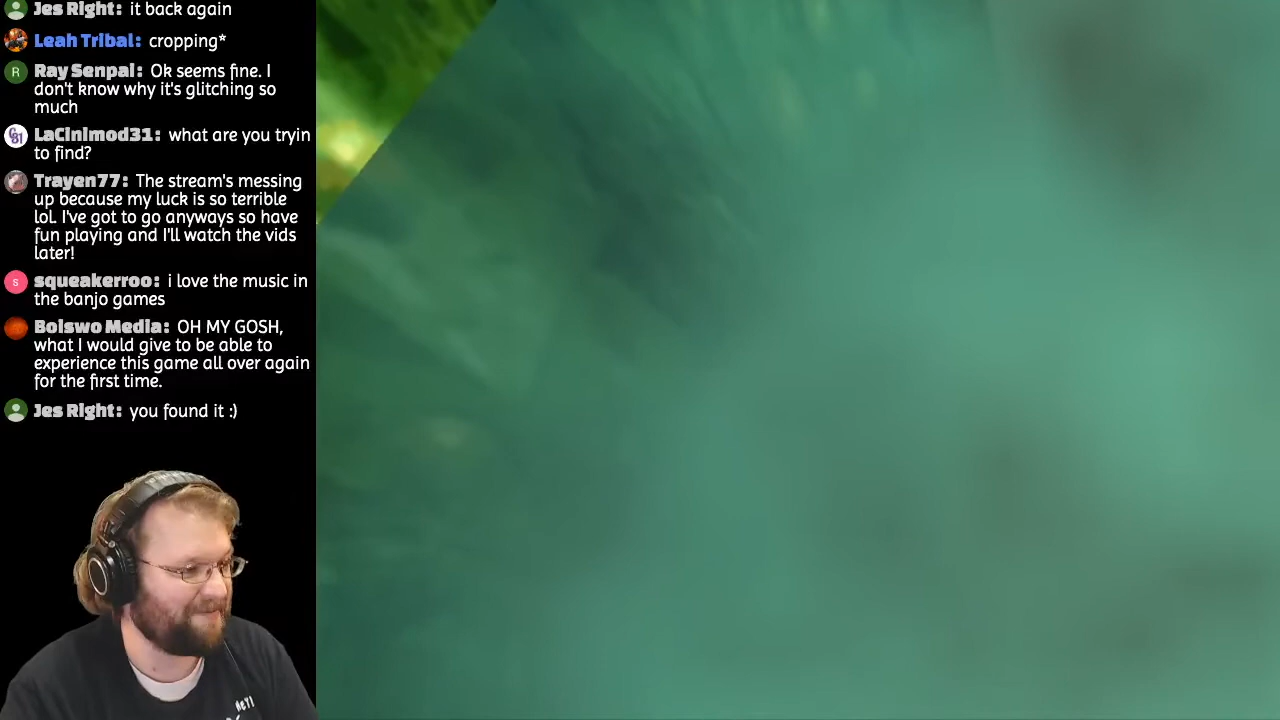 Jes Right: it back again
Leah Tribal: cropping*
R Ray Senpai: Ok seems fine. I
don't know why it's glitching so
much
LaCinimod31: what are you tryin
to find?
Trayen77: The stream's messing
up because my luck is so terrible
lol. I've got to go anyways so have
fun playing and I'll watch the vids
later!
S squeakerroo: i love the music in
the banjo games
Bolswo Media: OH MY GOSH,
what I would give to be able to
experience this game all over again
for the first time.
Jes Right: you found it :)